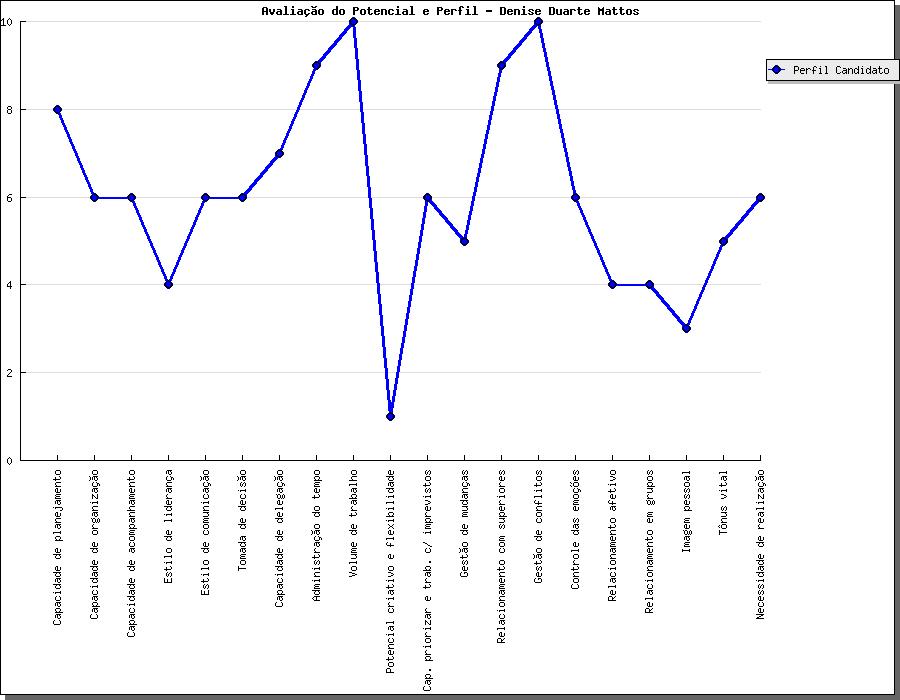 Avaliação do Potencial e Perfil - Denise Duarte Mattos
Perfil Candidato
10
8
6
4
2
0
Capacidade de planejamento
Capacidade de organização
Capacidade de acompanhamento
Estilo de liderança
Estilo de comunicação
Tomada de decisão
Capacidade de delegação
Administração do tempo
Volume de trabalho
Potencial criativo e flexibilidade
Cap. priorizar e trab. c/ imprevistos
Gestão de mudanças
Relacionamento com superiores
Gestão de conflitos
Controle das emoções
Relacionamento afetivo
Relacionamento em grupos
Imagem pessoal
Tônus vital
Necessidade de realização